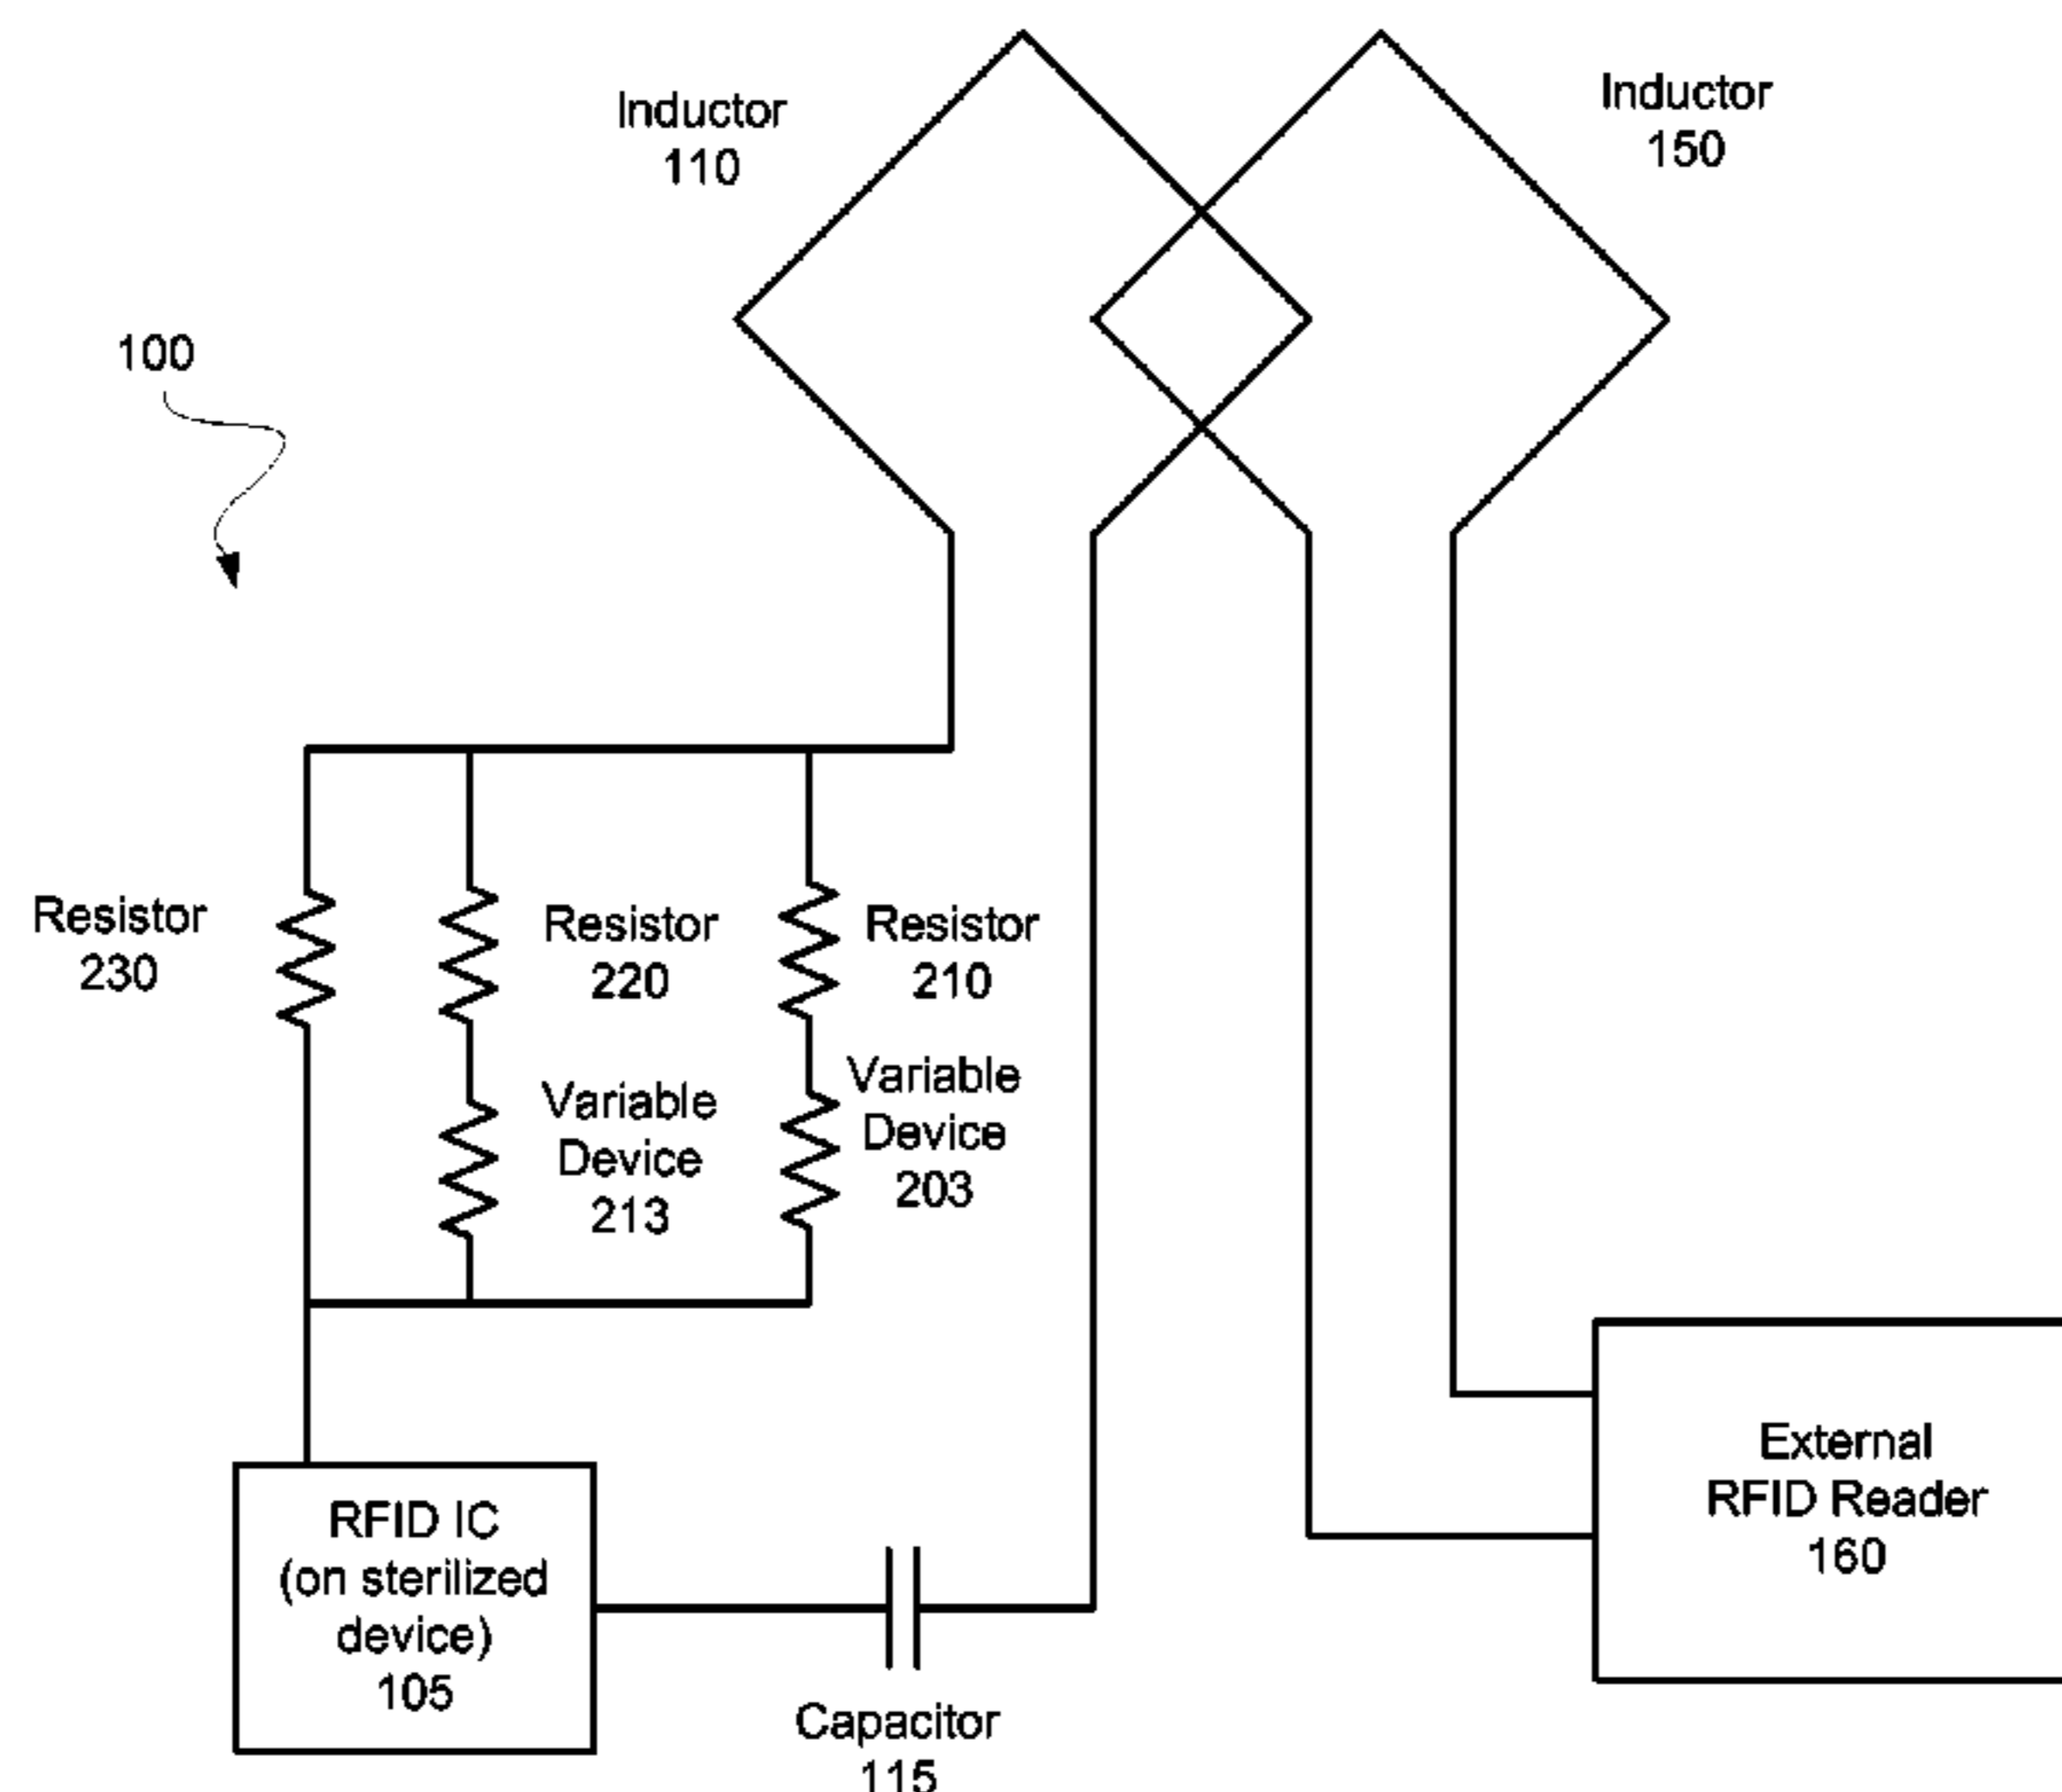 Inductor
110
Inductor
150
100
Resistor
230
Resistor
220
Resistor
210
Variable
Device
213
Variable
Device
203
RFID IC
(on sterilized
device)
105
Capacitor
115
External
RFID Reader
160